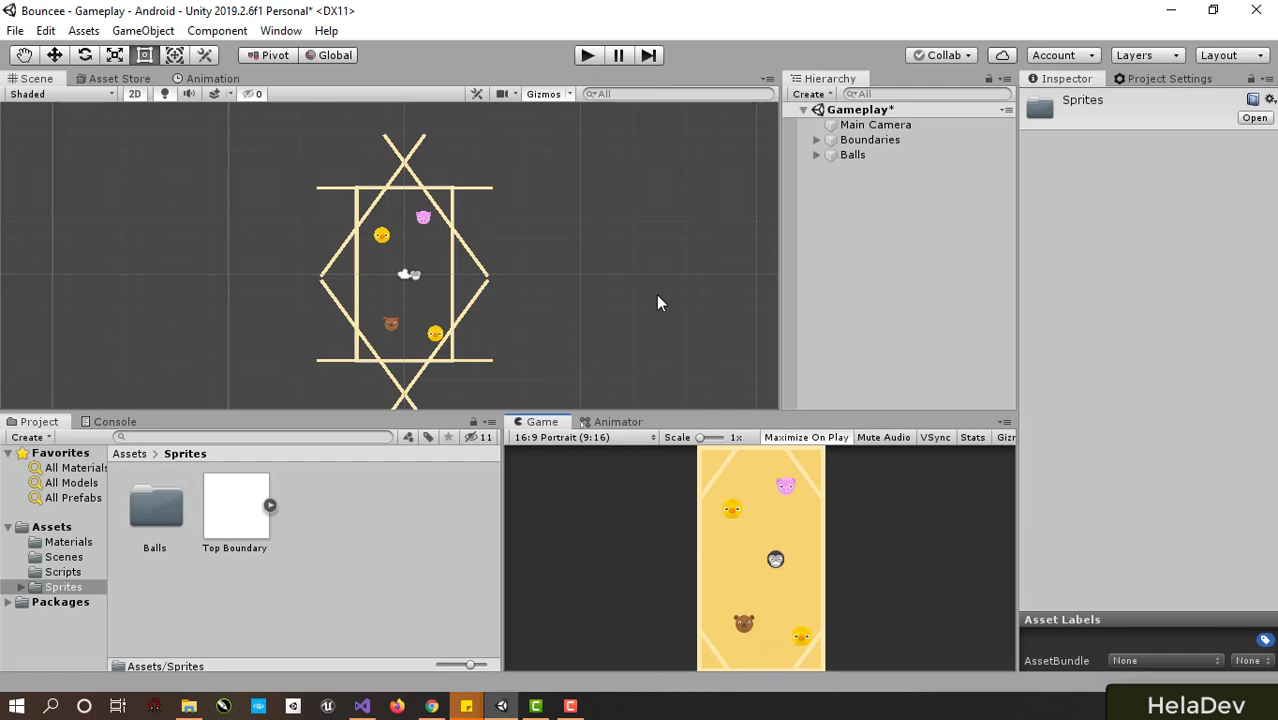 Bouncee - Gameplay - Android - Unity 2019.2.6f1 Personal* <DX11>
File Edit Assets GameObject Component Window Help
Pivot Global Collab Account Layers Layout
Scene Asset Store Animation Hierarchy Inspector Project Settings
Shaded 2D 0 Gizmos All Create All Sprites
Open
Gameplay*
Main Camera
Boundaries
Balls
Project Console Game Animator
Create 11 16:9 Portrait (9:16) Scale 1x Maximize On Play Mute Audio VSync Stats Giz
Favorites Assets > Sprites
All Materials
All Models
All Prefabs
Assets
Materials Balls Top Boundary
Scenes
Scripts
Sprites
Packages
Asset Labels
Assets/Sprites AssetBundle None None
HelaDev